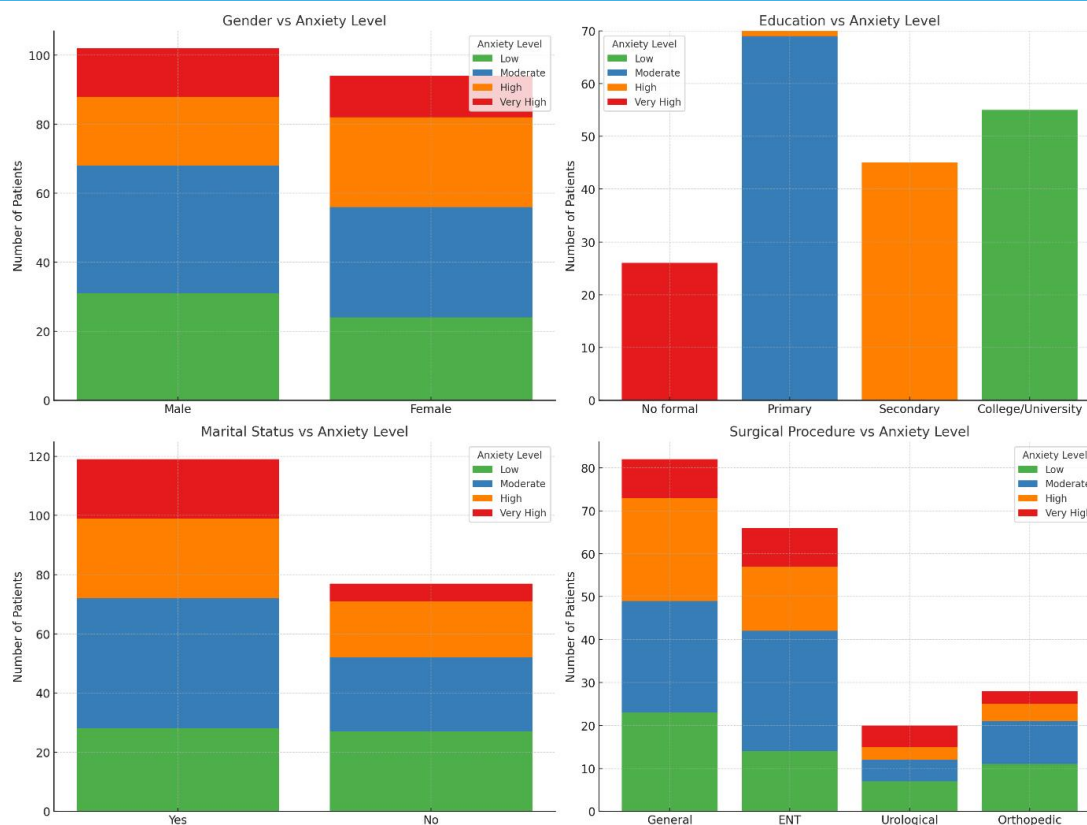 Gender vs Anxiety Level
Number of Patients
100
80
60
40
20
0
Male
Female
Anxiety Level
Low
Moderate
High
Very High
Education vs Anxiety Level
Number of Patients
70
60
50
40
30
20
10
0
No formal
Primary
Secondary
College/University
Anxiety Level
Low
Moderate
High
Very High
Marital Status vs Anxiety Level
Number of Patients
120
100
80
60
40
20
0
Yes
No
Anxiety Level
Low
Moderate
High
Very High
Surgical Procedure vs Anxiety Level
Number of Patients
80
70
60
50
40
30
20
10
0
General
ENT
Urological
Orthopedic
Anxiety Level
Low
Moderate
High
Very High